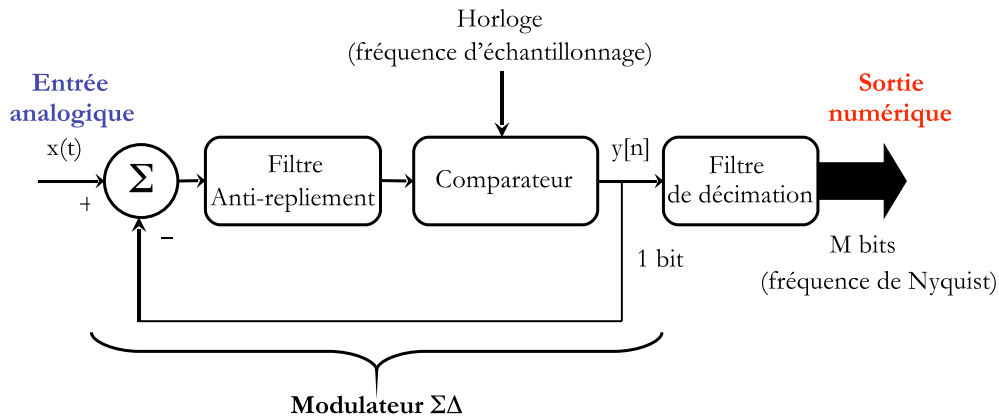 Horloge
(fréquence d'échantillonnage)
Entrée
analogique
Sortie
numérique
x(t)
+
Σ
−
Filtre
Anti-repliement
Comparateur
y[n]
1 bit
Filtre
de décimation
M bits
(fréquence de Nyquist)
Modulateur ΣΔ